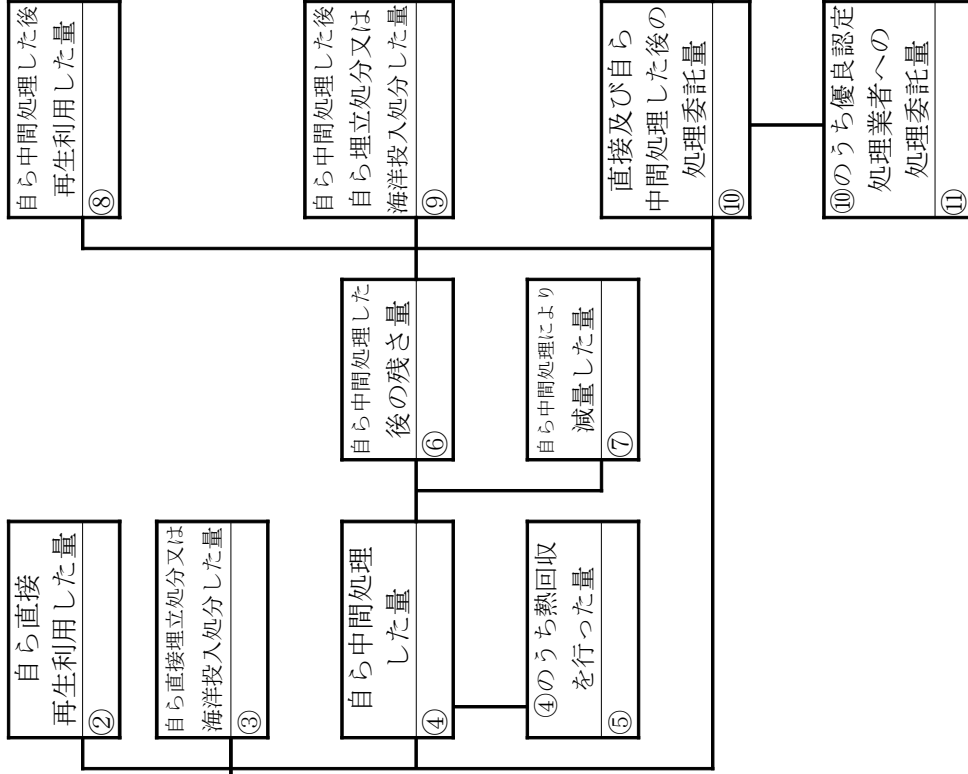 自ら直接
再生利用した量
②
自ら直接埋立処分又は
海洋投入処分した量
③
自ら中間処理
した量
④
④のうち熱回収
を行った量
⑤
自ら中間処理した
後の残さ量
⑥
自ら中間処理により
減量した量
⑦
自ら中間処理した後
再生利用した量
⑧
自ら中間処理した後
自ら埋立処分又は
海洋投入処分した量
⑨
直接及び自ら
中間処理した後の
処理委託量
⑩
⑩のうち優良認定
処理業者への
処理委託量
⑪